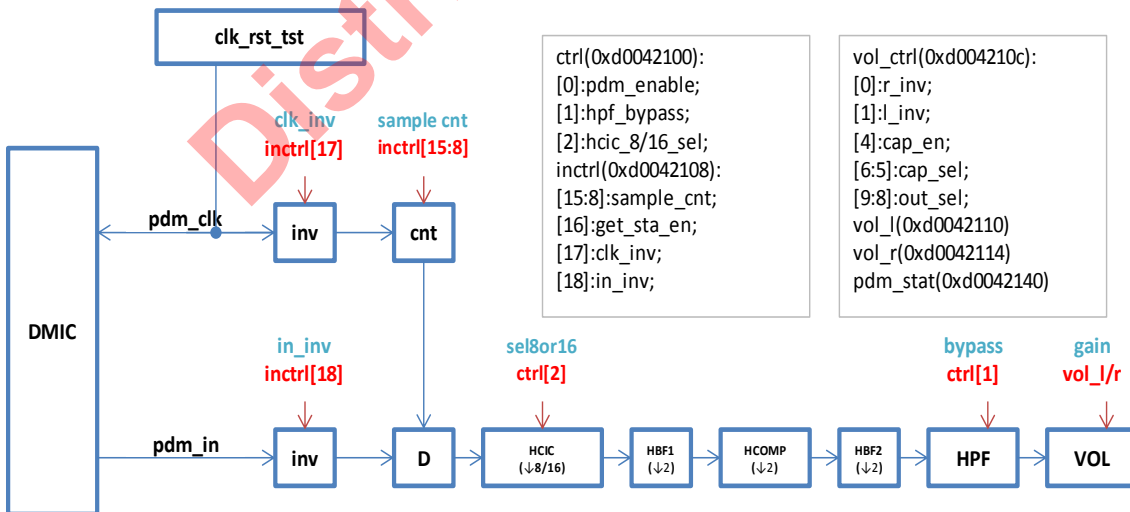 clk_rst_tst
Distr
ctrl(0xd0042100):
[0]:pdm_enable;
[1]:hpf_bypass;
[2]:hcic_8/16_sel;
inctrl(0xd0042108):
[15:8]:sample_cnt;
[16]:get_sta_en;
[17]:clk_inv;
[18]:in_inv;
vol_ctrl(0xd004210c):
[0]:r_inv;
[1]:l_inv;
[4]:cap_en;
[6:5]:cap_sel;
[9:8]:out_sel;
vol_l(0xd0042110)
vol_r(0xd0042114)
pdm_stat(0xd0042140)
clk_inv
inctrl[17]
sample cnt
inctrl[15:8]
pdm_clk
inv
cnt
DMIC
in_inv
inctrl[18]
sel8or16
ctrl[2]
bypass
ctrl[1]
gain
vol_l/r
pdm_in
inv
D
HCIC
(↓8/16)
HBF1
(↓2)
HCOMP
(↓2)
HBF2
(↓2)
HPF
VOL